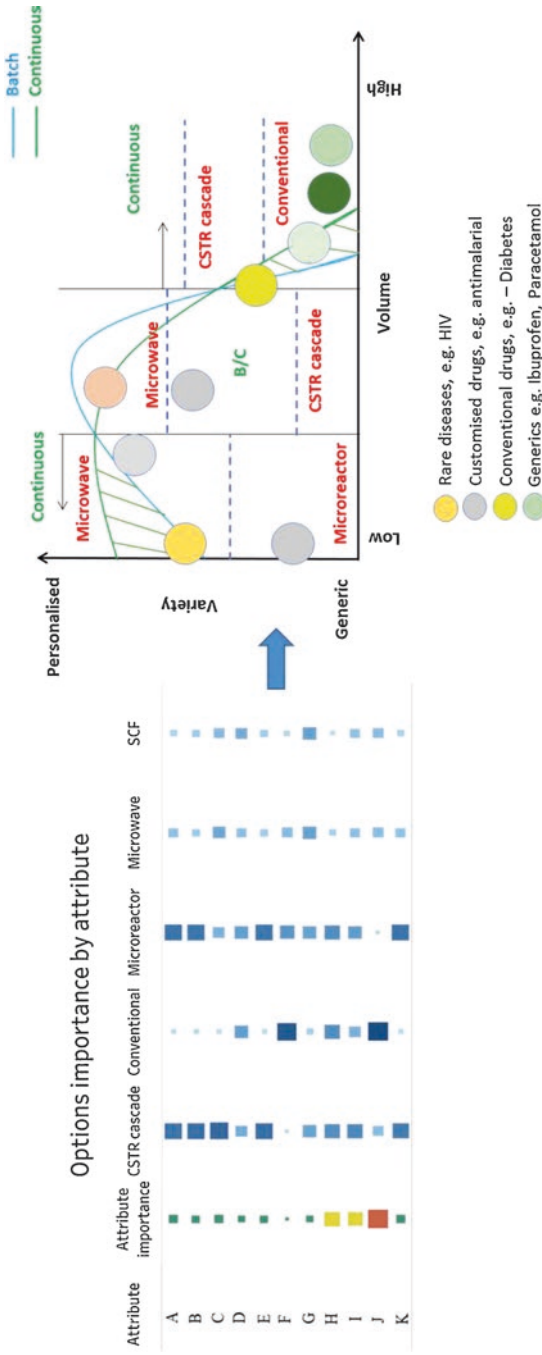 Options importance by attribute
Attribute
Attribute
importance
CSTR cascade
Conventional
Microreactor
Microwave
SCF
A
B
C
D
E
F
G
H
I
J
K
Batch
Continuous
Personalised
Variety
Generic
Continuous
Microwave
Microreactor
Microwave
B/C
CSTR cascade
Continuous
CSTR cascade
Conventional
Low
Volume
High
Rare diseases, e.g. HIV
Customised drugs, e.g. antimalarial
Conventional drugs, e.g. – Diabetes
Generics e.g. Ibuprofen, Paracetamol